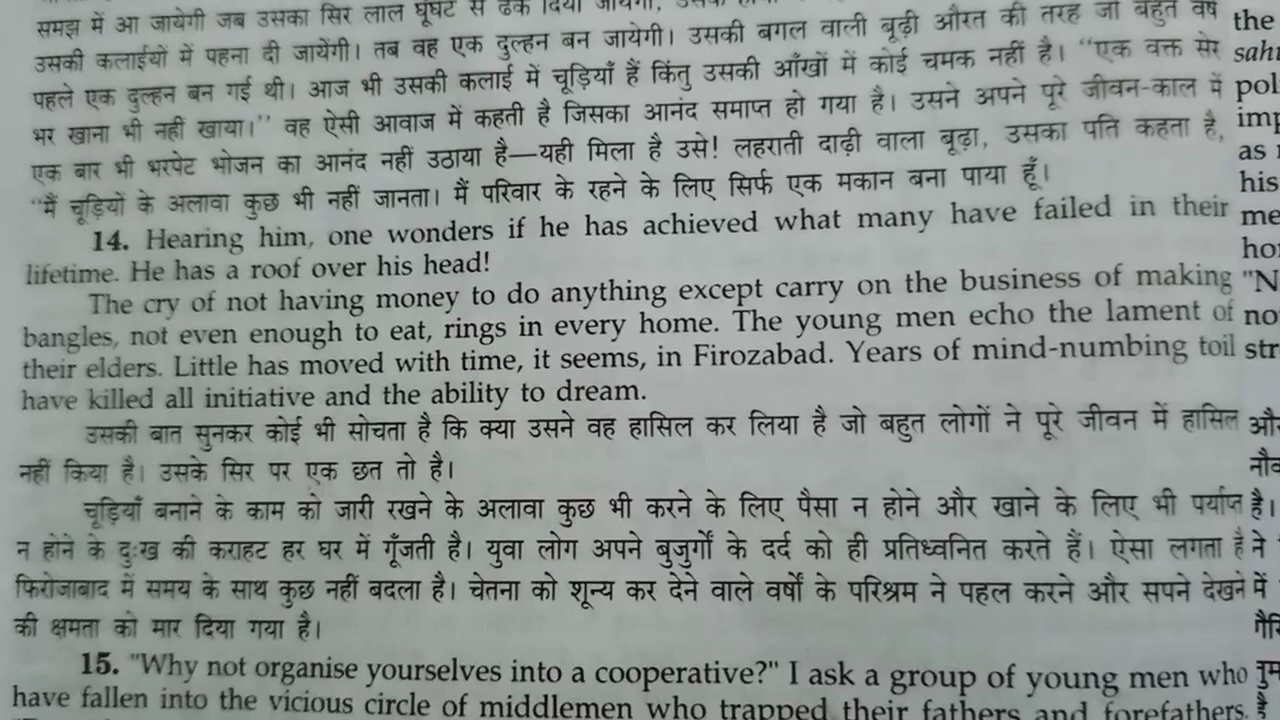 समझ में आ जायेगी जब उसका सिर लाल घूंघट से ढक दिया जायेगा,
उसकी कलाईयों में पहना दी जायेंगी। तब वह एक दुल्हन बन जायेगी। उसकी बगल वाली बूढ़ी औरत की तरह जो बहुत वर्ष
पहले एक दुल्हन बन गई थी। आज भी उसकी कलाई में चूड़ियाँ हैं किंतु उसकी आँखों में कोई चमक नहीं है। “एक वक्त सेर
भर खाना भी नहीं खाया।” वह ऐसी आवाज में कहती है जिसका आनंद समाप्त हो गया है। उसने अपने पूरे जीवन-काल में
एक बार भी भरपेट भोजन का आनंद नहीं उठाया है—यही मिला है उसे! लहराती दाढ़ी वाला बूढ़ा, उसका पति कहता है,
“मैं चूड़ियों के अलावा कुछ भी नहीं जानता। मैं परिवार के रहने के लिए सिर्फ एक मकान बना पाया हूँ।
14. Hearing him, one wonders if he has achieved what many have failed in their
lifetime. He has a roof over his head!
The cry of not having money to do anything except carry on the business of making
bangles, not even enough to eat, rings in every home. The young men echo the lament of
their elders. Little has moved with time, it seems, in Firozabad. Years of mind-numbing toil
have killed all initiative and the ability to dream.
उसकी बात सुनकर कोई भी सोचता है कि क्या उसने वह हासिल कर लिया है जो बहुत लोगों ने पूरे जीवन में हासिल
नहीं किया है। उसके सिर पर एक छत तो है।
चूड़ियाँ बनाने के काम को जारी रखने के अलावा कुछ भी करने के लिए पैसा न होने और खाने के लिए भी पर्याप्त
न होने के दुःख की कराहट हर घर में गूँजती है। युवा लोग अपने बुजुर्गों के दर्द को ही प्रतिध्वनित करते हैं। ऐसा लगता है
फिरोजाबाद में समय के साथ कुछ नहीं बदला है। चेतना को शून्य कर देने वाले वर्षों के परिश्रम ने पहल करने और सपने देखने
की क्षमता को मार दिया गया है।
15. "Why not organise yourselves into a cooperative?" I ask a group of young men who
have fallen into the vicious circle of middlemen who trapped their fathers and forefathers.
the
as
his